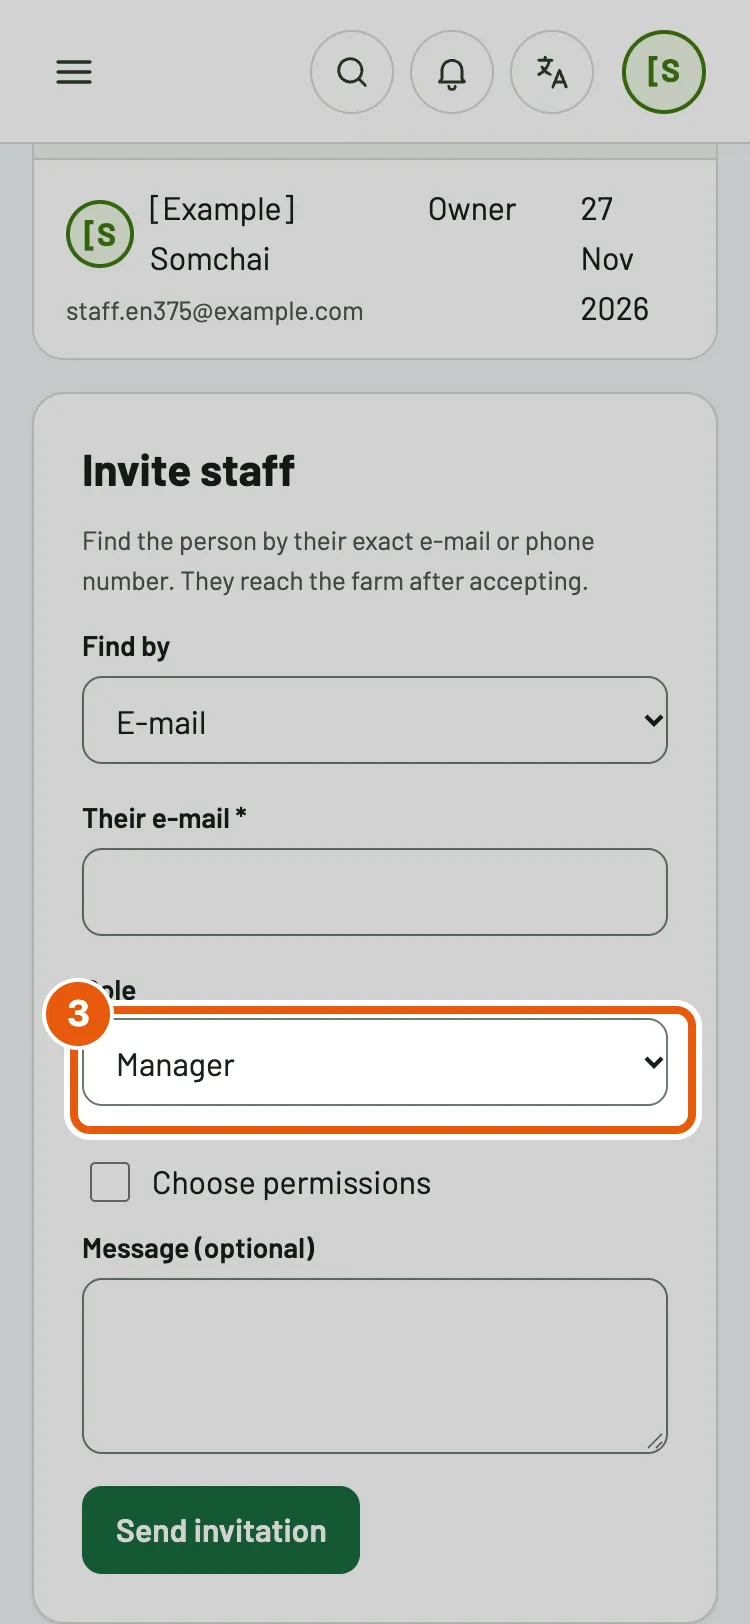 [S
[Example] Owner 27
[S Somchai Nov
staff.en375@example.com 2026
Invite staff
Find the person by their exact e-mail or phone
number. They reach the farm after accepting.
Find by
E-mail
Their e-mail *
ole
3
Manager
Choose permissions
Message (optional)
Send invitation